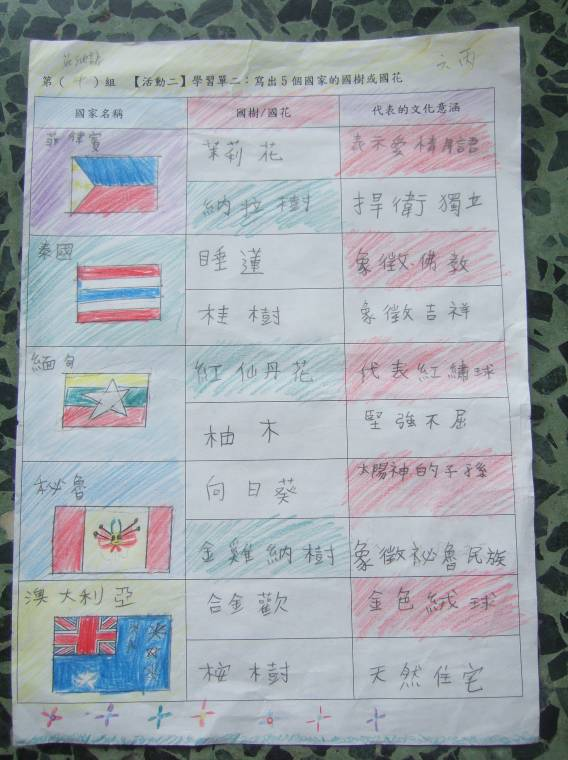 六丙
第(十)組 【活動二】學習單二：寫出5個國家的國樹或國花
國家名稱 國樹/國花 代表的文化意涵
菲律賓
茉莉花 表示愛情用語
納拉樹 捍衛獨立
泰國
睡蓮 象徵佛教
桂樹 象徵吉祥
緬甸
紅仙丹花 代表紅繡球
柚木 堅強不屈
秘魯
向日葵 太陽神的子孫
金雞納樹 象徵祕魯民族
澳大利亞
合金歡 金色絨球
桉樹 天然住宅